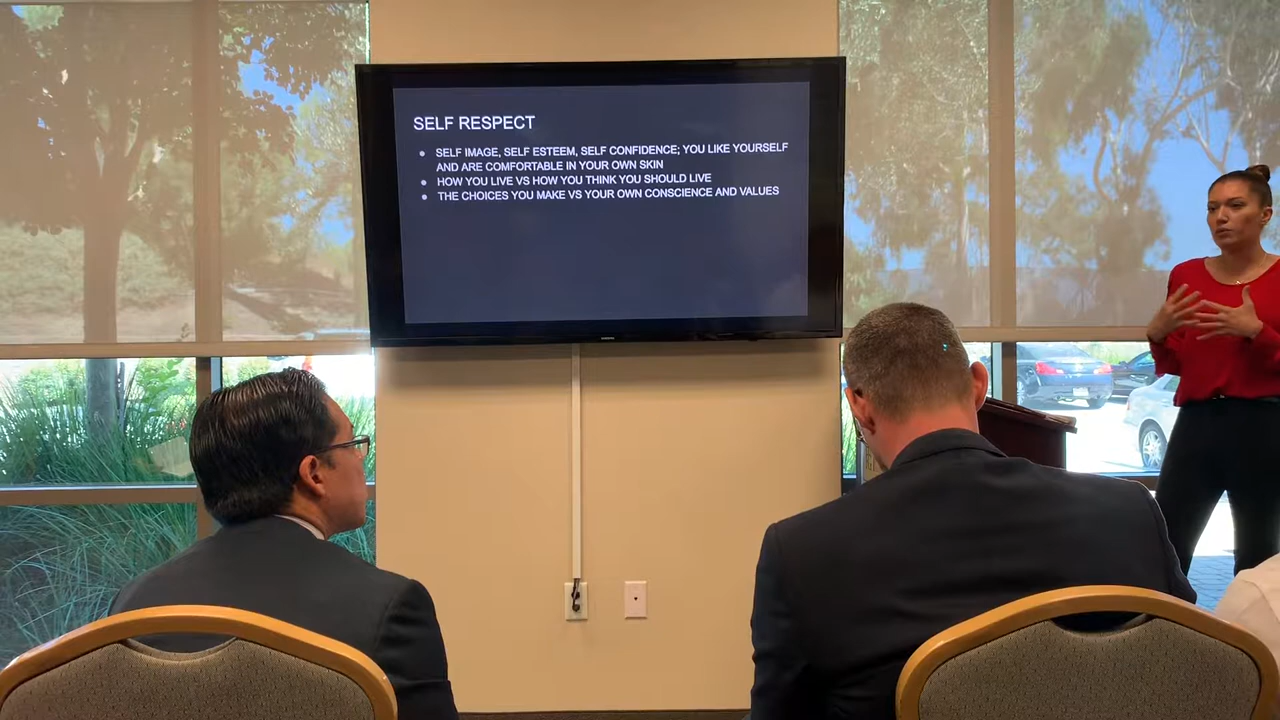 SELF RESPECT
● SELF IMAGE, SELF ESTEEM, SELF CONFIDENCE; YOU LIKE YOURSELF
AND ARE COMFORTABLE IN YOUR OWN SKIN
● HOW YOU LIVE VS HOW YOU THINK YOU SHOULD LIVE
● THE CHOICES YOU MAKE VS YOUR OWN CONSCIENCE AND VALUES